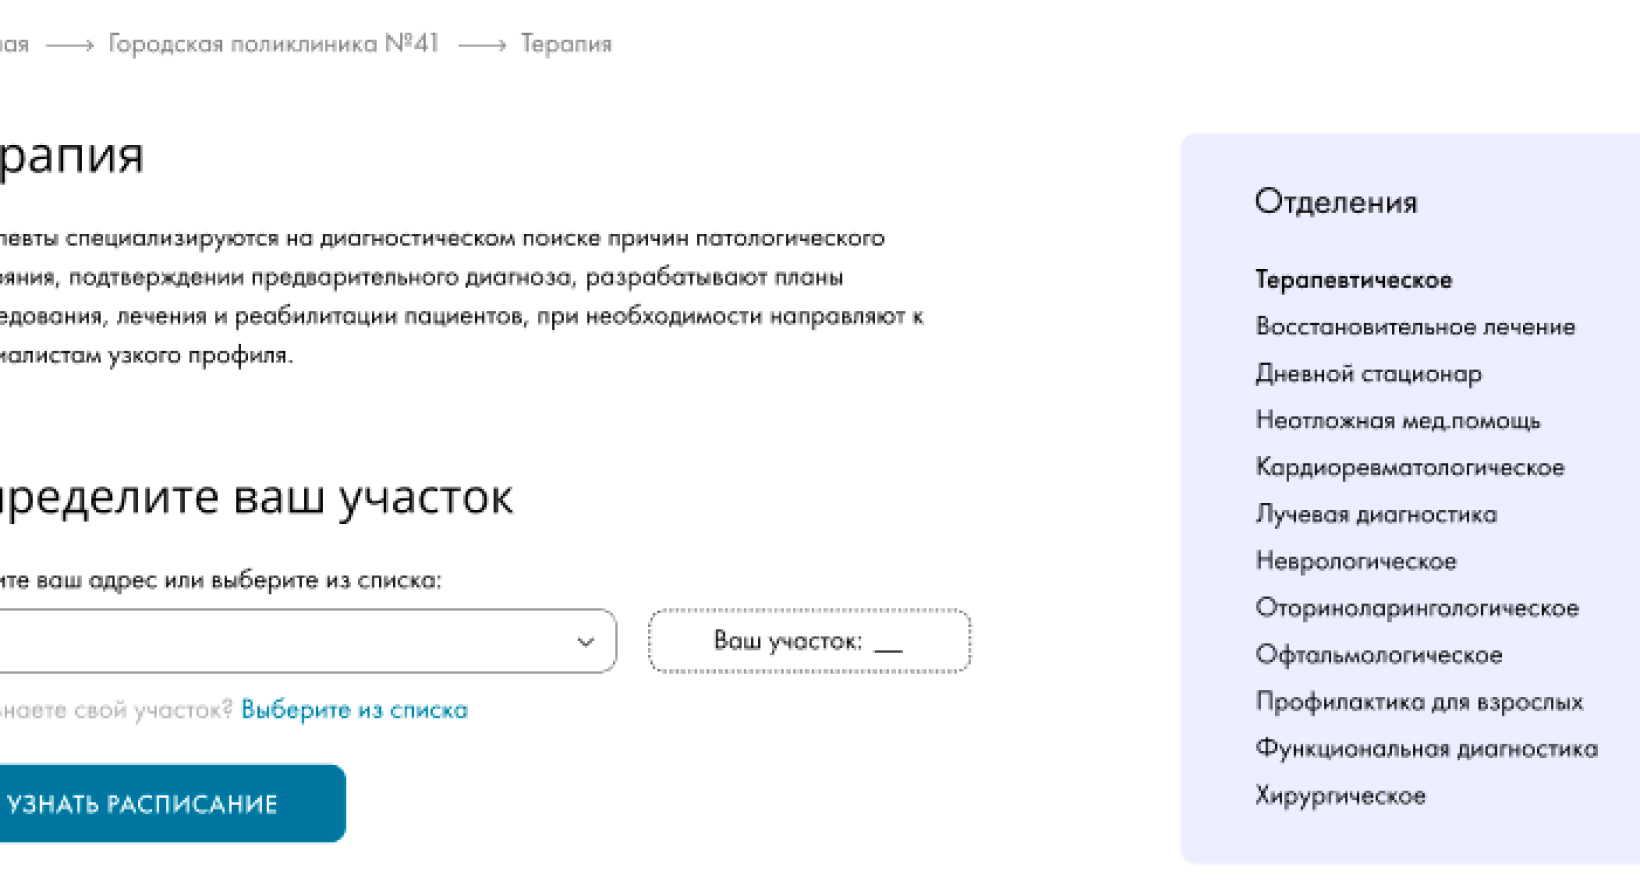 ая → Городская поликлиника №41 → Терапия
рапия
певты специализируются на диагностическом поиске причин патологического
яния, подтверждении предварительного диагноза, разрабатывают планы
едования, лечения и реабилитации пациентов, при необходимости направляют к
иалистам узкого профиля.
пределите ваш участок
ите ваш адрес или выберите из списка:
Ваш участок: __
знаете свой участок? Выберите из списка
УЗНАТЬ РАСПИСАНИЕ
Отделения
Терапевтическое
Восстановительное лечение
Дневной стационар
Неотложная мед.помощь
Кардиоревматологическое
Лучевая диагностика
Неврологическое
Оториноларингологическое
Офтальмологическое
Профилактика для взрослых
Функциональная диагностика
Хирургическое